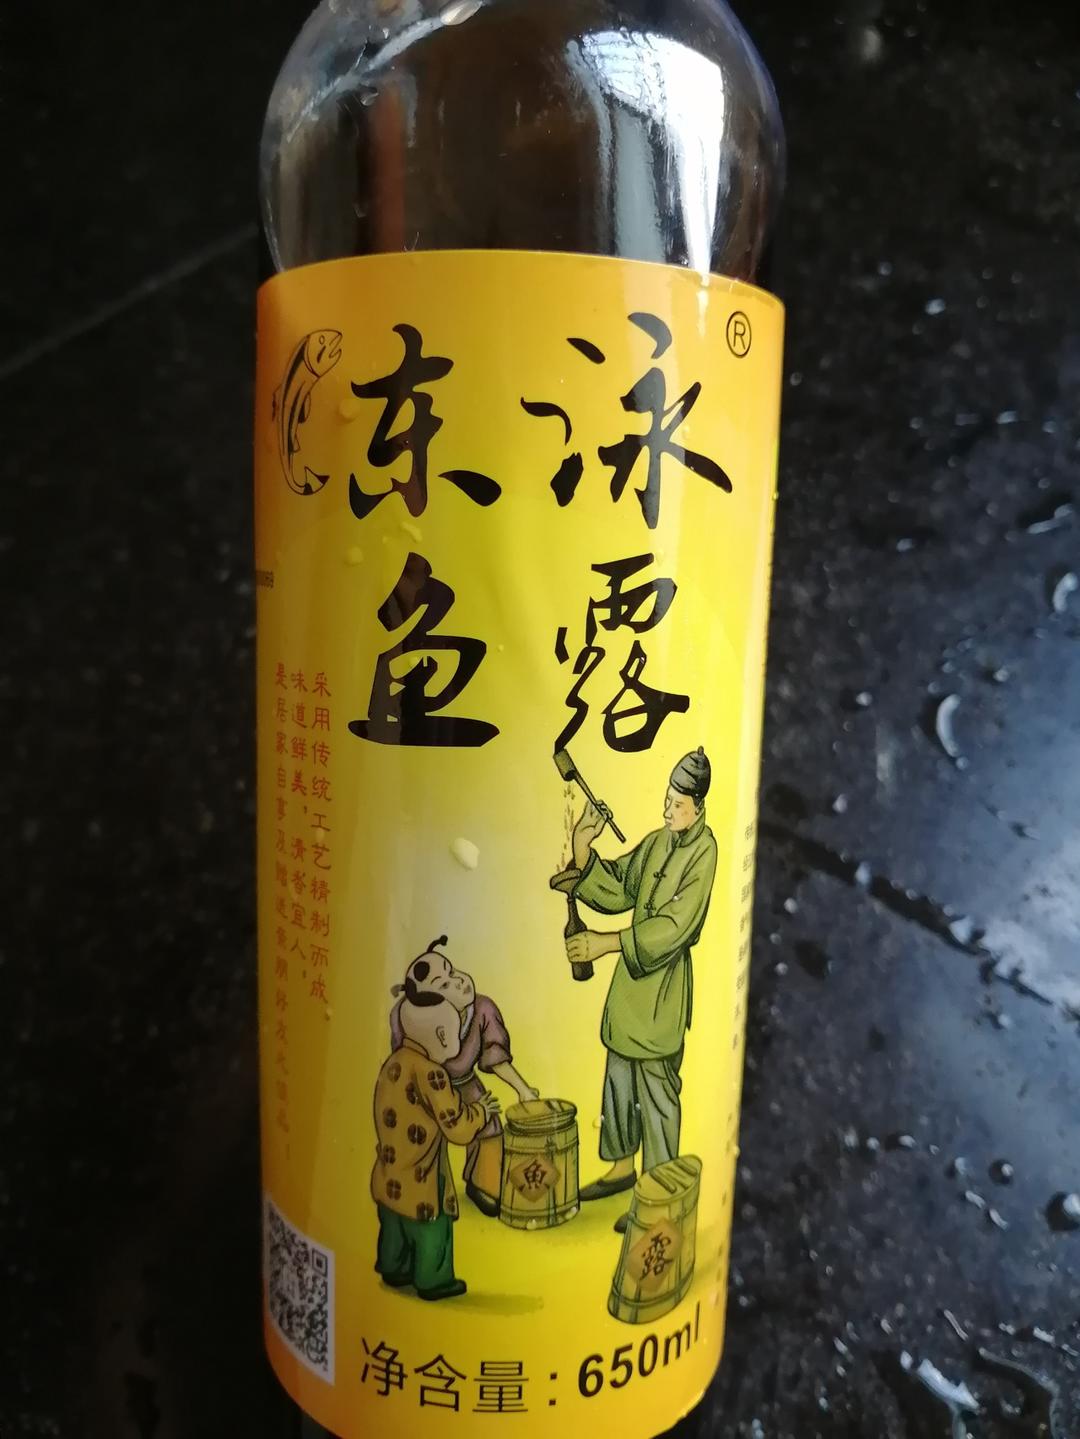 东泳®
鱼露
采用传统工艺精制而成，
味道鲜美，清香宜人，
是居家自享及赠送亲朋好友之佳品！
魚
露
净含量：650ml